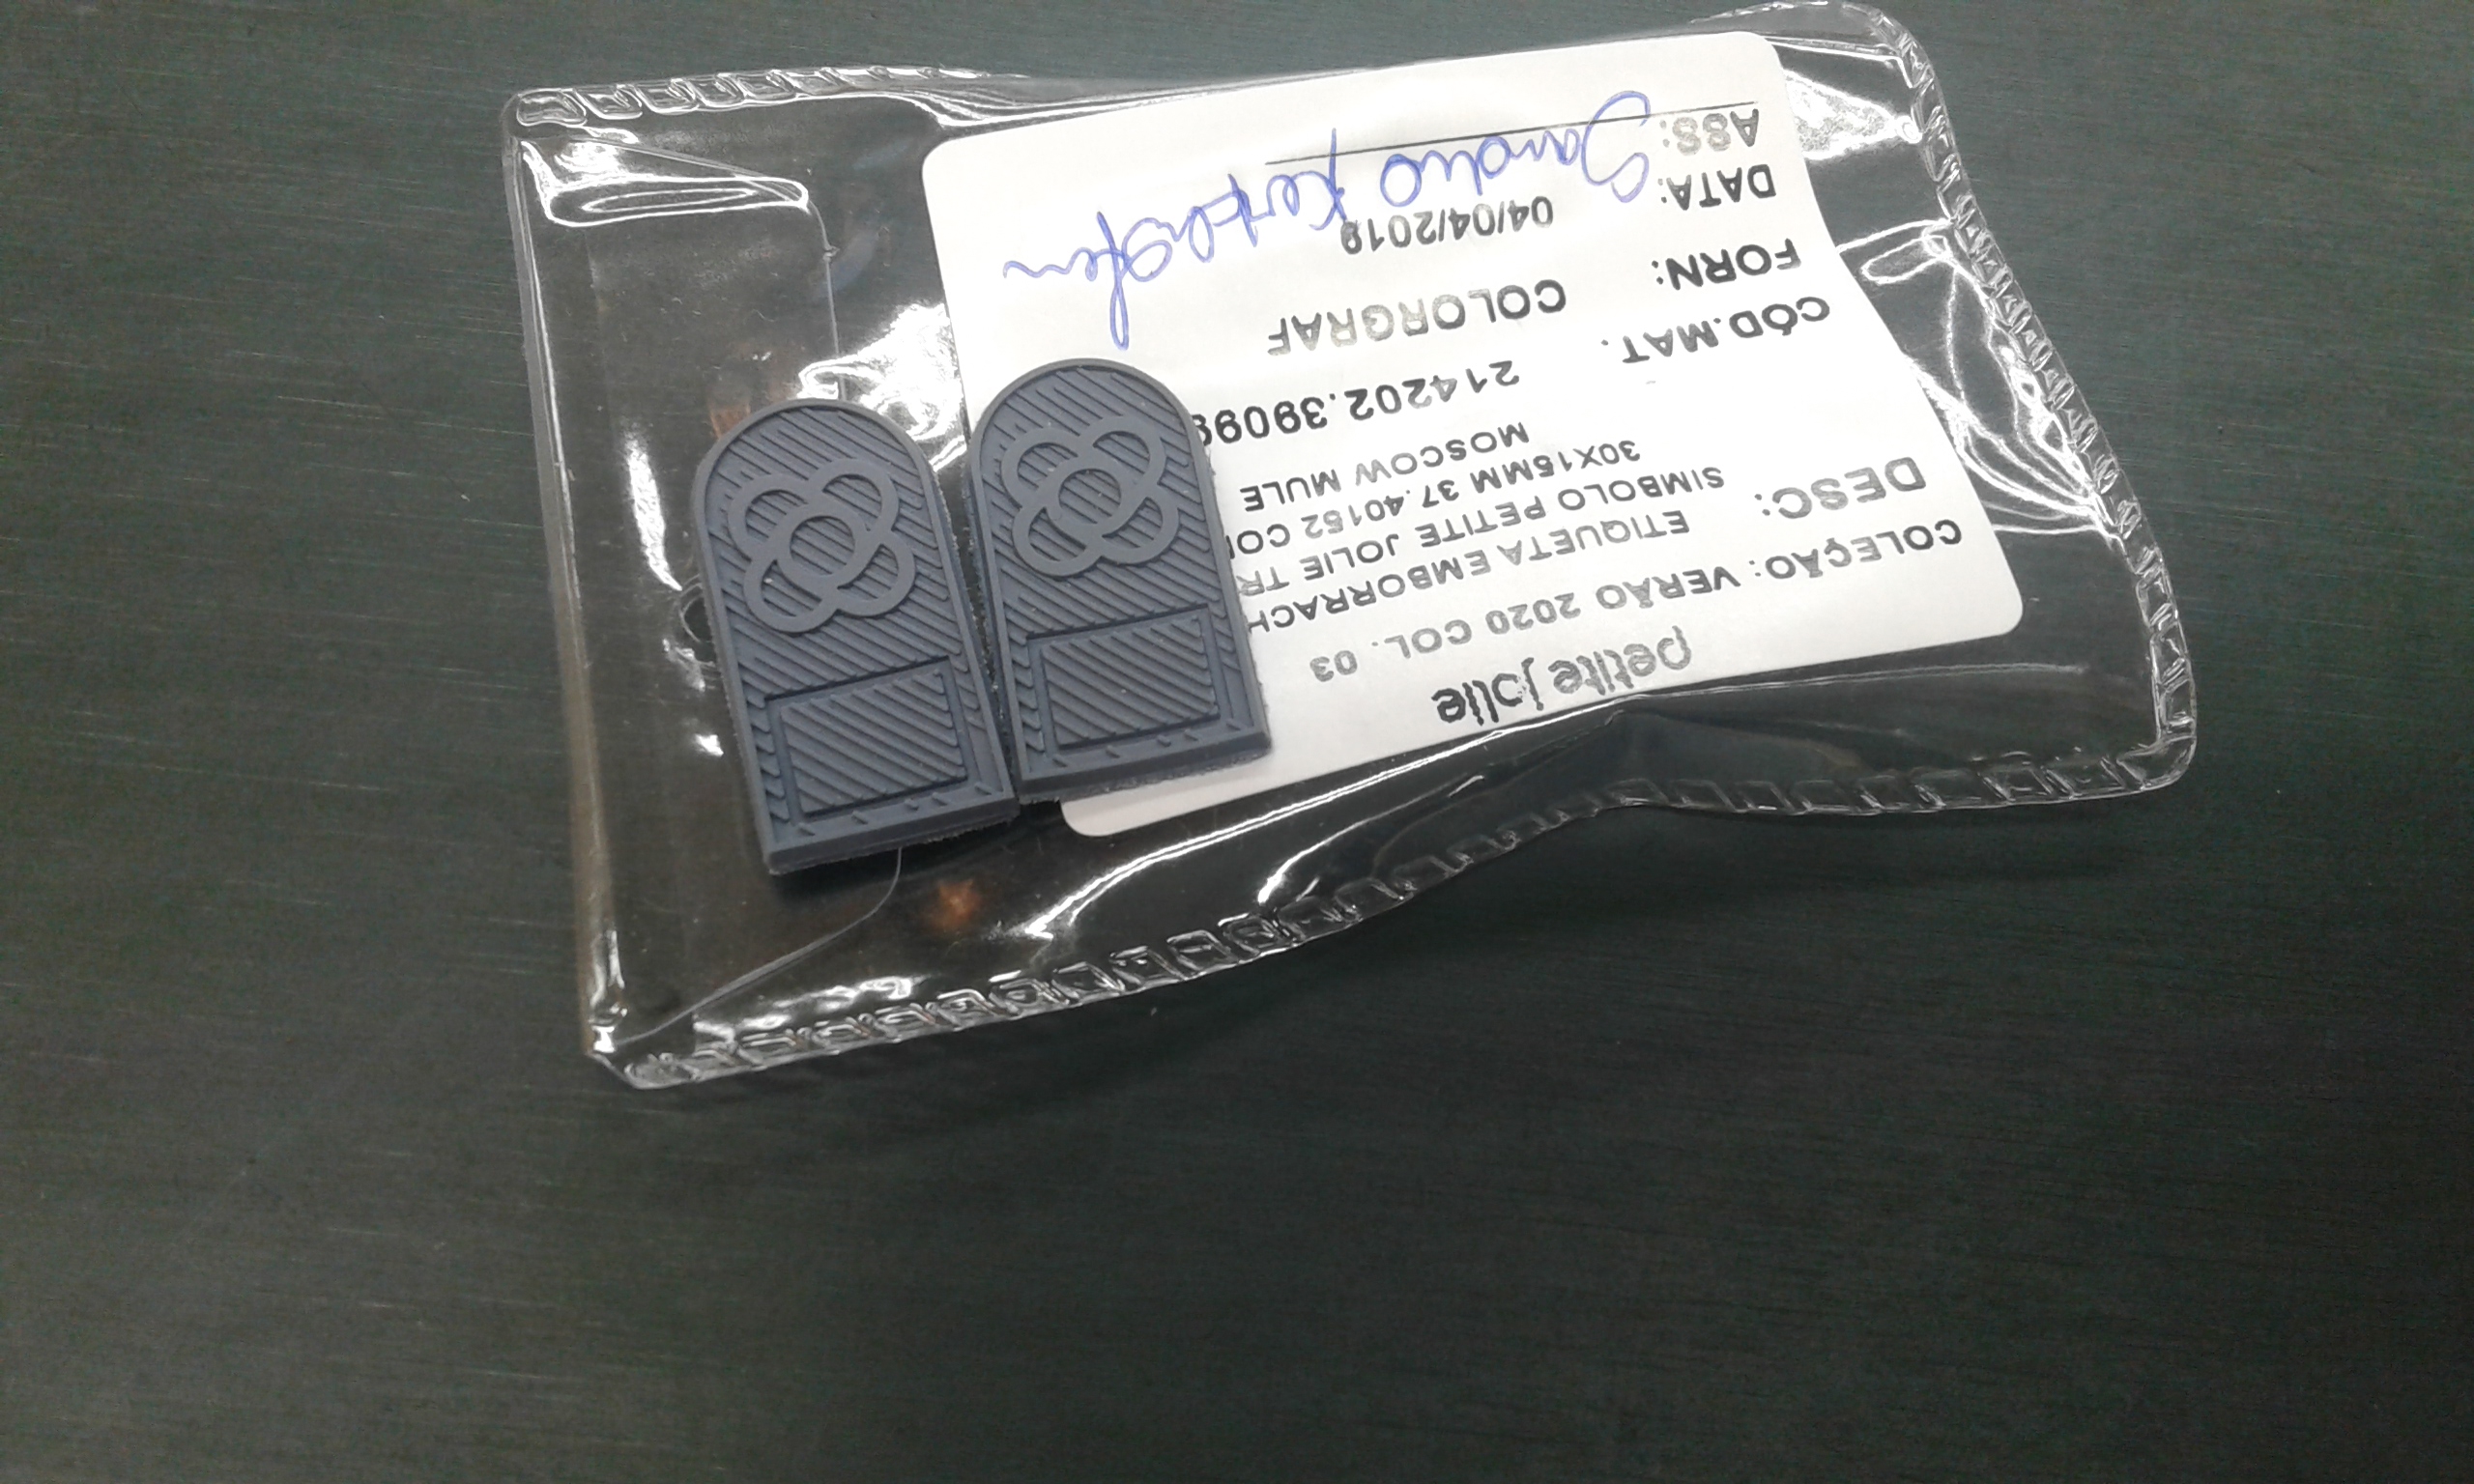 petite jolie
COLEÇÃO: VERÃO 2020 COL. 03
DESC: ETIQUETA EMBORRACH
SIMBOLO PETITE JOLIE TR
30X15MM 37.40152 CO
MOSCOW MULE
CÓD.MAT. 214202.39099
FORN: COLORGRAF
DATA: 04/04/2019
ASS: